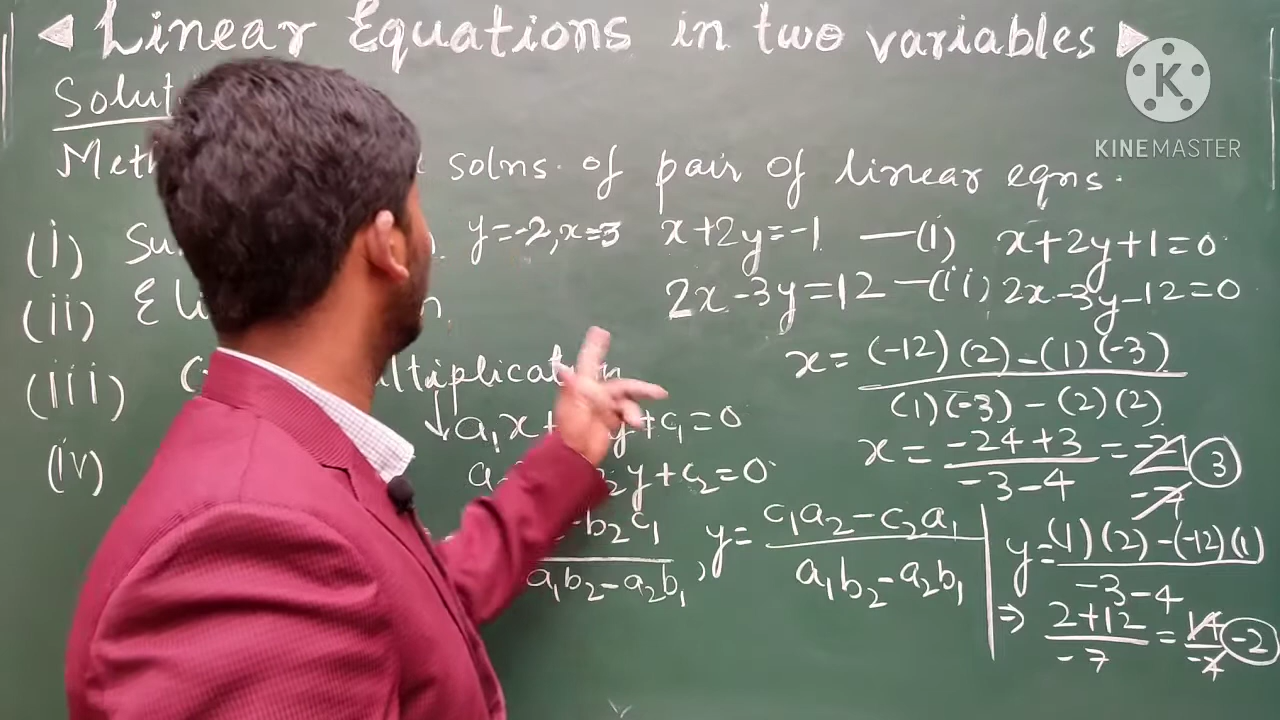 ◄ Linear Equations in two variables ►
K
KINEMASTER
Solut
Meth solns. of pair of linear eqns.
(i) Su y=-2, x=3 x+2y=-1 —(i) x+2y+1=0
(ii) Eli n 2x-3y=12 —(ii) 2x-3y-12=0
(iii) ltiplication
x = (-12)(2)-(1)(-3) / (1)(-3)-(2)(2)
a₁x+ y+c₁=0
x = -24+3 / -3-4 = -21 / -7 3
(iv) a ₂y+c₂=0
-b₂c₁ / a₁b₂-a₂b₁ , y = c₁a₂-c₂a₁ / a₁b₂-a₂b₁
y = (1)(2)-(-12)(1) / -3-4
⇒ 2+12 / -7 = 14 / -7 -2